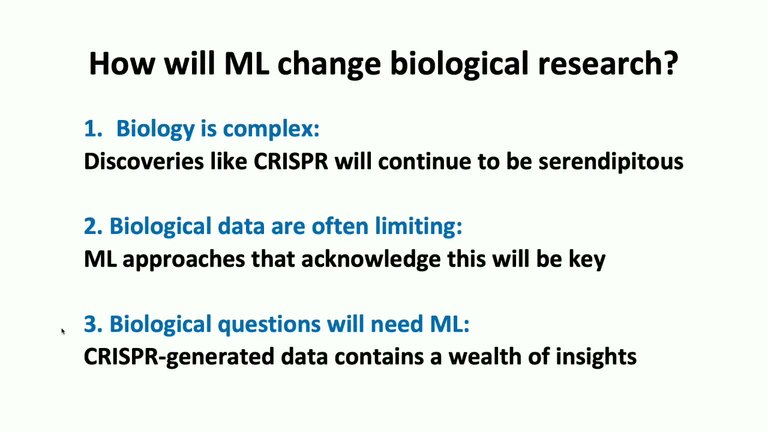 How will ML change biological research?
1. Biology is complex:
Discoveries like CRISPR will continue to be serendipitous
2. Biological data are often limiting:
ML approaches that acknowledge this will be key
3. Biological questions will need ML:
CRISPR-generated data contains a wealth of insights